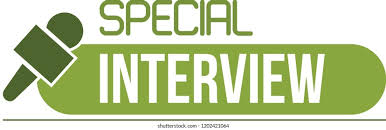 SPECIAL
INTERVIEW
shutterstock.com · 1202421064